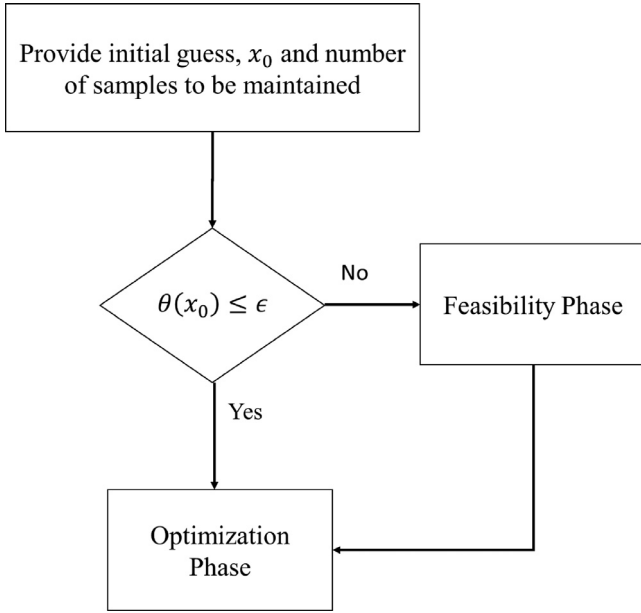 Provide initial guess, 𝑥₀ and number
of samples to be maintained
No
𝜃(𝑥₀) ≤ 𝜖
Feasibility Phase
Yes
Optimization
Phase